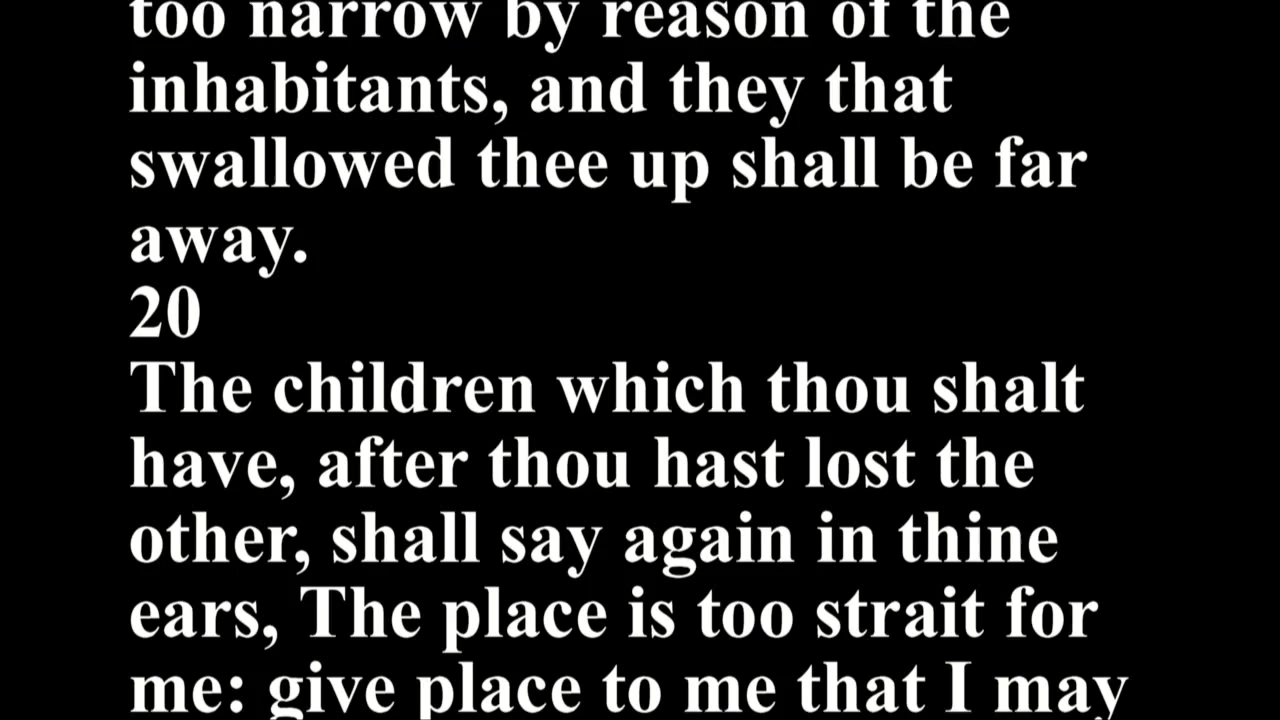 too narrow by reason of the
inhabitants, and they that
swallowed thee up shall be far
away.
20
The children which thou shalt
have, after thou hast lost the
other, shall say again in thine
ears, The place is too strait for
me: give place to me that I may